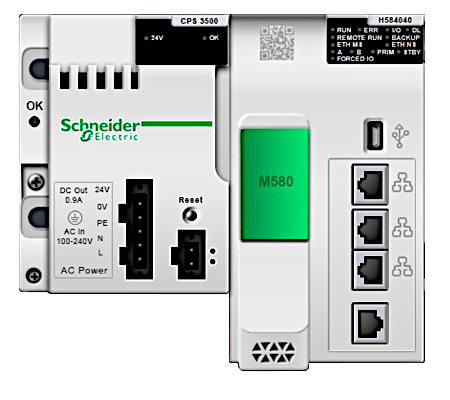 CPS 3500
24V OK
H584040
RUN ERR I/O DL
REMOTE RUN BACKUP
ETH MS ETH NS
A B PRIM STBY
FORCED IO
OK
Schneider
Electric
M580
DC Out 24V
0.9A 0V
PE
AC In N
100-240V L
AC Power
Reset